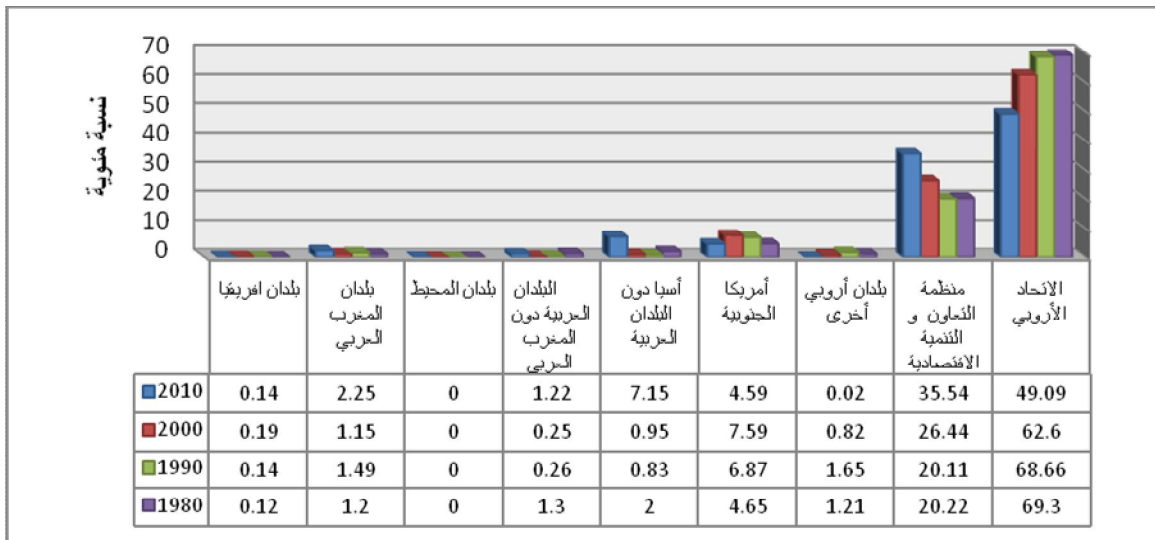 نسبة مئوية
70
60
50
40
30
20
10
0
بلدان افريقيا
بلدان
المغرب
العربي
بلدان المحيط
البلدان
العربية دون
المغرب
العربي
أسيا دون
البلدان
العربية
أمريكا
الجنوبية
بلدان أروبي
أخرى
منظمة
التعاون و
التنمية
الاقتصادية
الاتحاد
الأروبي
2010 0.14 2.25 0 1.22 7.15 4.59 0.02 35.54 49.09
2000 0.19 1.15 0 0.25 0.95 7.59 0.82 26.44 62.6
1990 0.14 1.49 0 0.26 0.83 6.87 1.65 20.11 68.66
1980 0.12 1.2 0 1.3 2 4.65 1.21 20.22 69.3